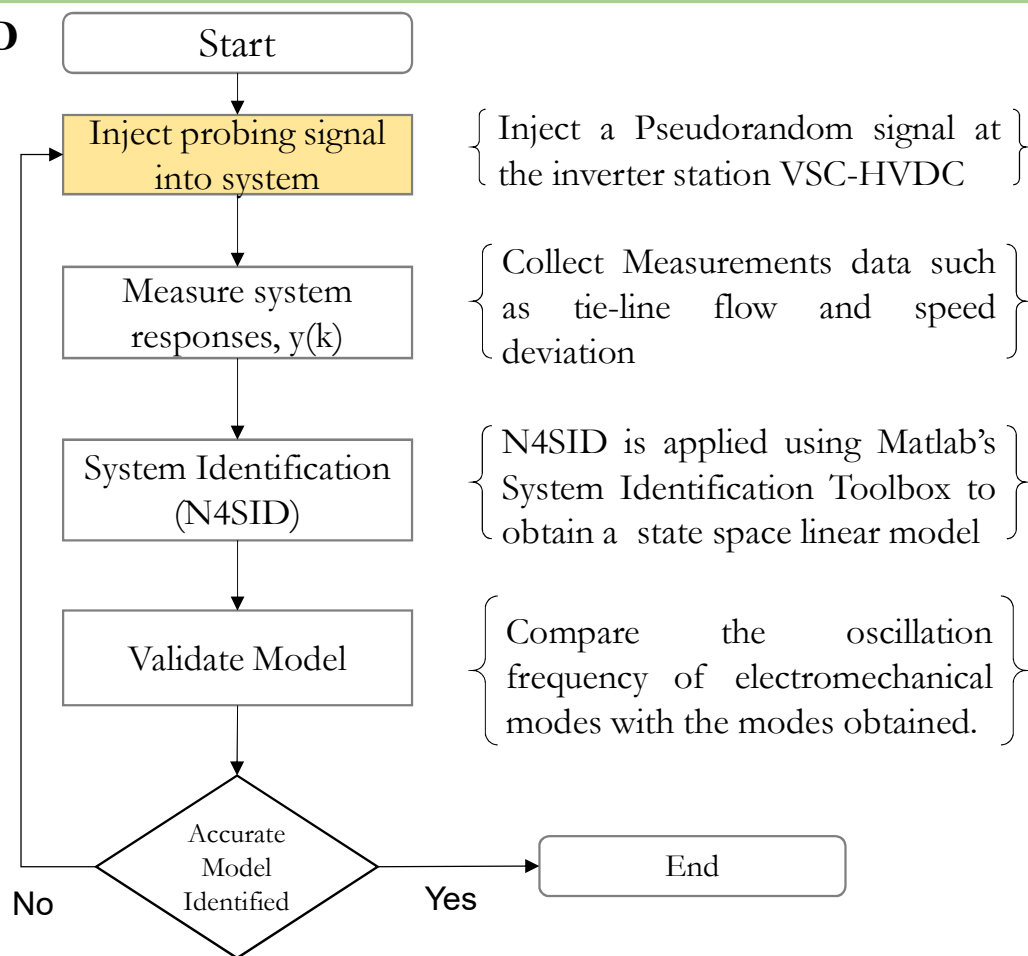 Start
Inject probing signal
into system
Inject a Pseudorandom signal at
the inverter station VSC-HVDC
Measure system
responses, y(k)
Collect Measurements data such
as tie-line flow and speed
deviation
System Identification
(N4SID)
N4SID is applied using Matlab's
System Identification Toolbox to
obtain a state space linear model
Validate Model
Compare the oscillation
frequency of electromechanical
modes with the modes obtained.
Accurate
Model
Identified
No
Yes
End